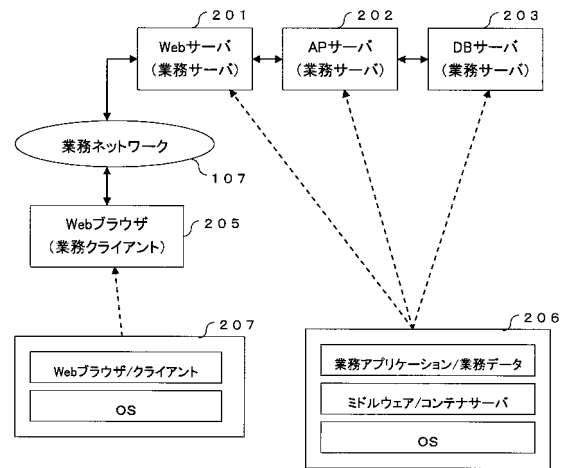 201
202
203
Webサーバ
(業務サーバ)
APサーバ
(業務サーバ)
DBサーバ
(業務サーバ)
業務ネットワーク
107
Webブラウザ
(業務クライアント)
205
207
Webブラウザ/クライアント
OS
206
業務アプリケーション/業務データ
ミドルウェア/コンテナサーバ
OS